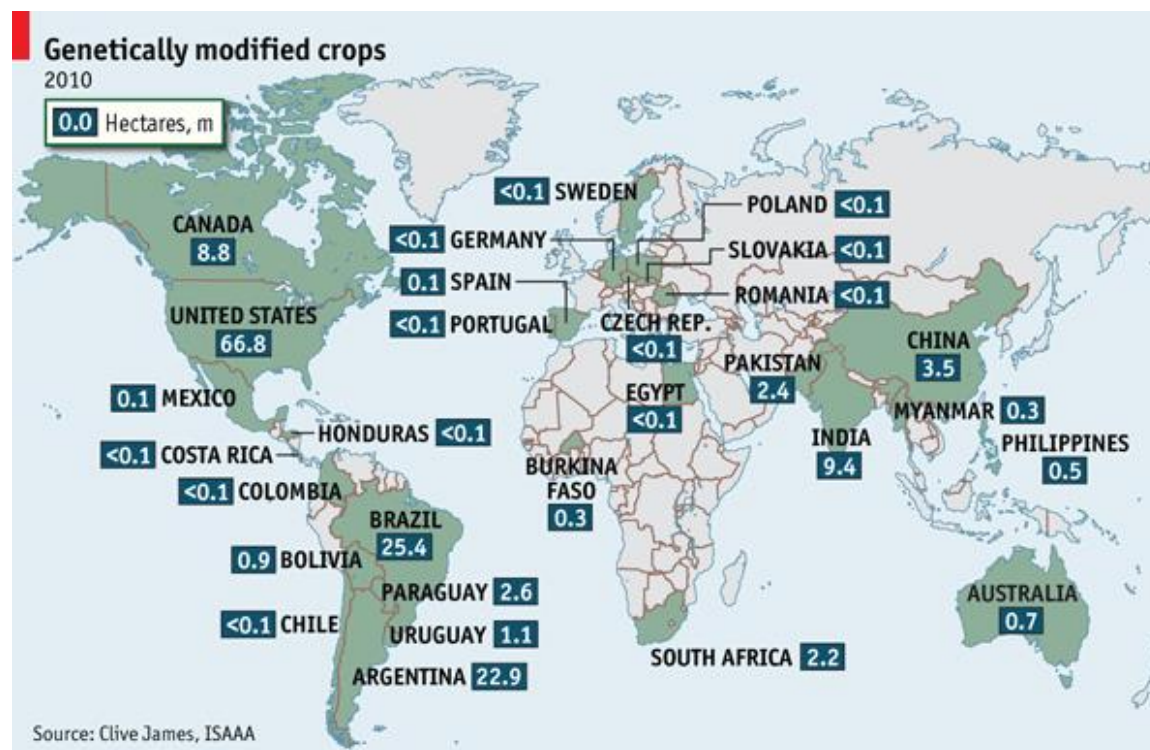 Genetically modified crops
2010
0.0 Hectares, m
CANADA
8.8
UNITED STATES
66.8
0.1 MEXICO
HONDURAS <0.1
<0.1 COSTA RICA
<0.1 COLOMBIA
BRAZIL
25.4
0.9 BOLIVIA
PARAGUAY 2.6
<0.1 CHILE
URUGUAY 1.1
ARGENTINA 22.9
<0.1 SWEDEN
POLAND <0.1
<0.1 GERMANY
SLOVAKIA <0.1
0.1 SPAIN
ROMANIA <0.1
<0.1 PORTUGAL
CZECH REP.
<0.1
EGYPT
<0.1
BURKINA
FASO
0.3
SOUTH AFRICA 2.2
PAKISTAN
2.4
CHINA
3.5
INDIA
9.4
MYANMAR 0.3
PHILIPPINES
0.5
AUSTRALIA
0.7
Source: Clive James, ISAAA